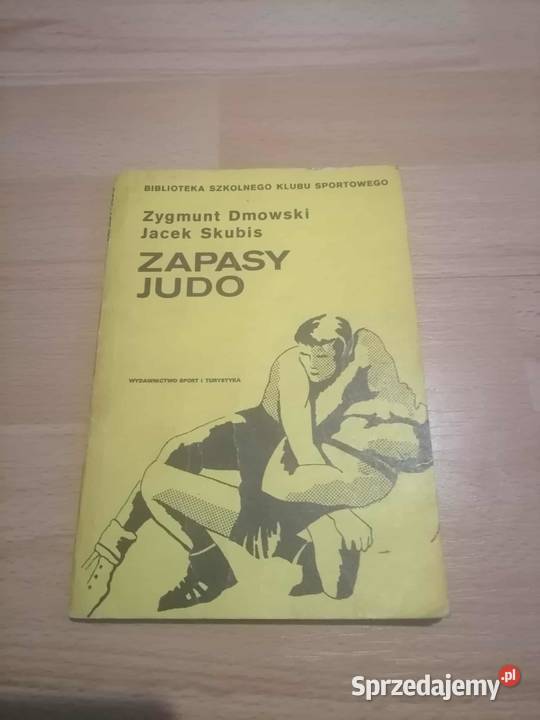 BIBLIOTEKA SZKOLNEGO KLUBU SPORTOWEGO
Zygmunt Dmowski
Jacek Skubis
ZAPASY
JUDO
WYDAWNICTWO SPORT I TURYSTYKA
Sprzedajemy.pl